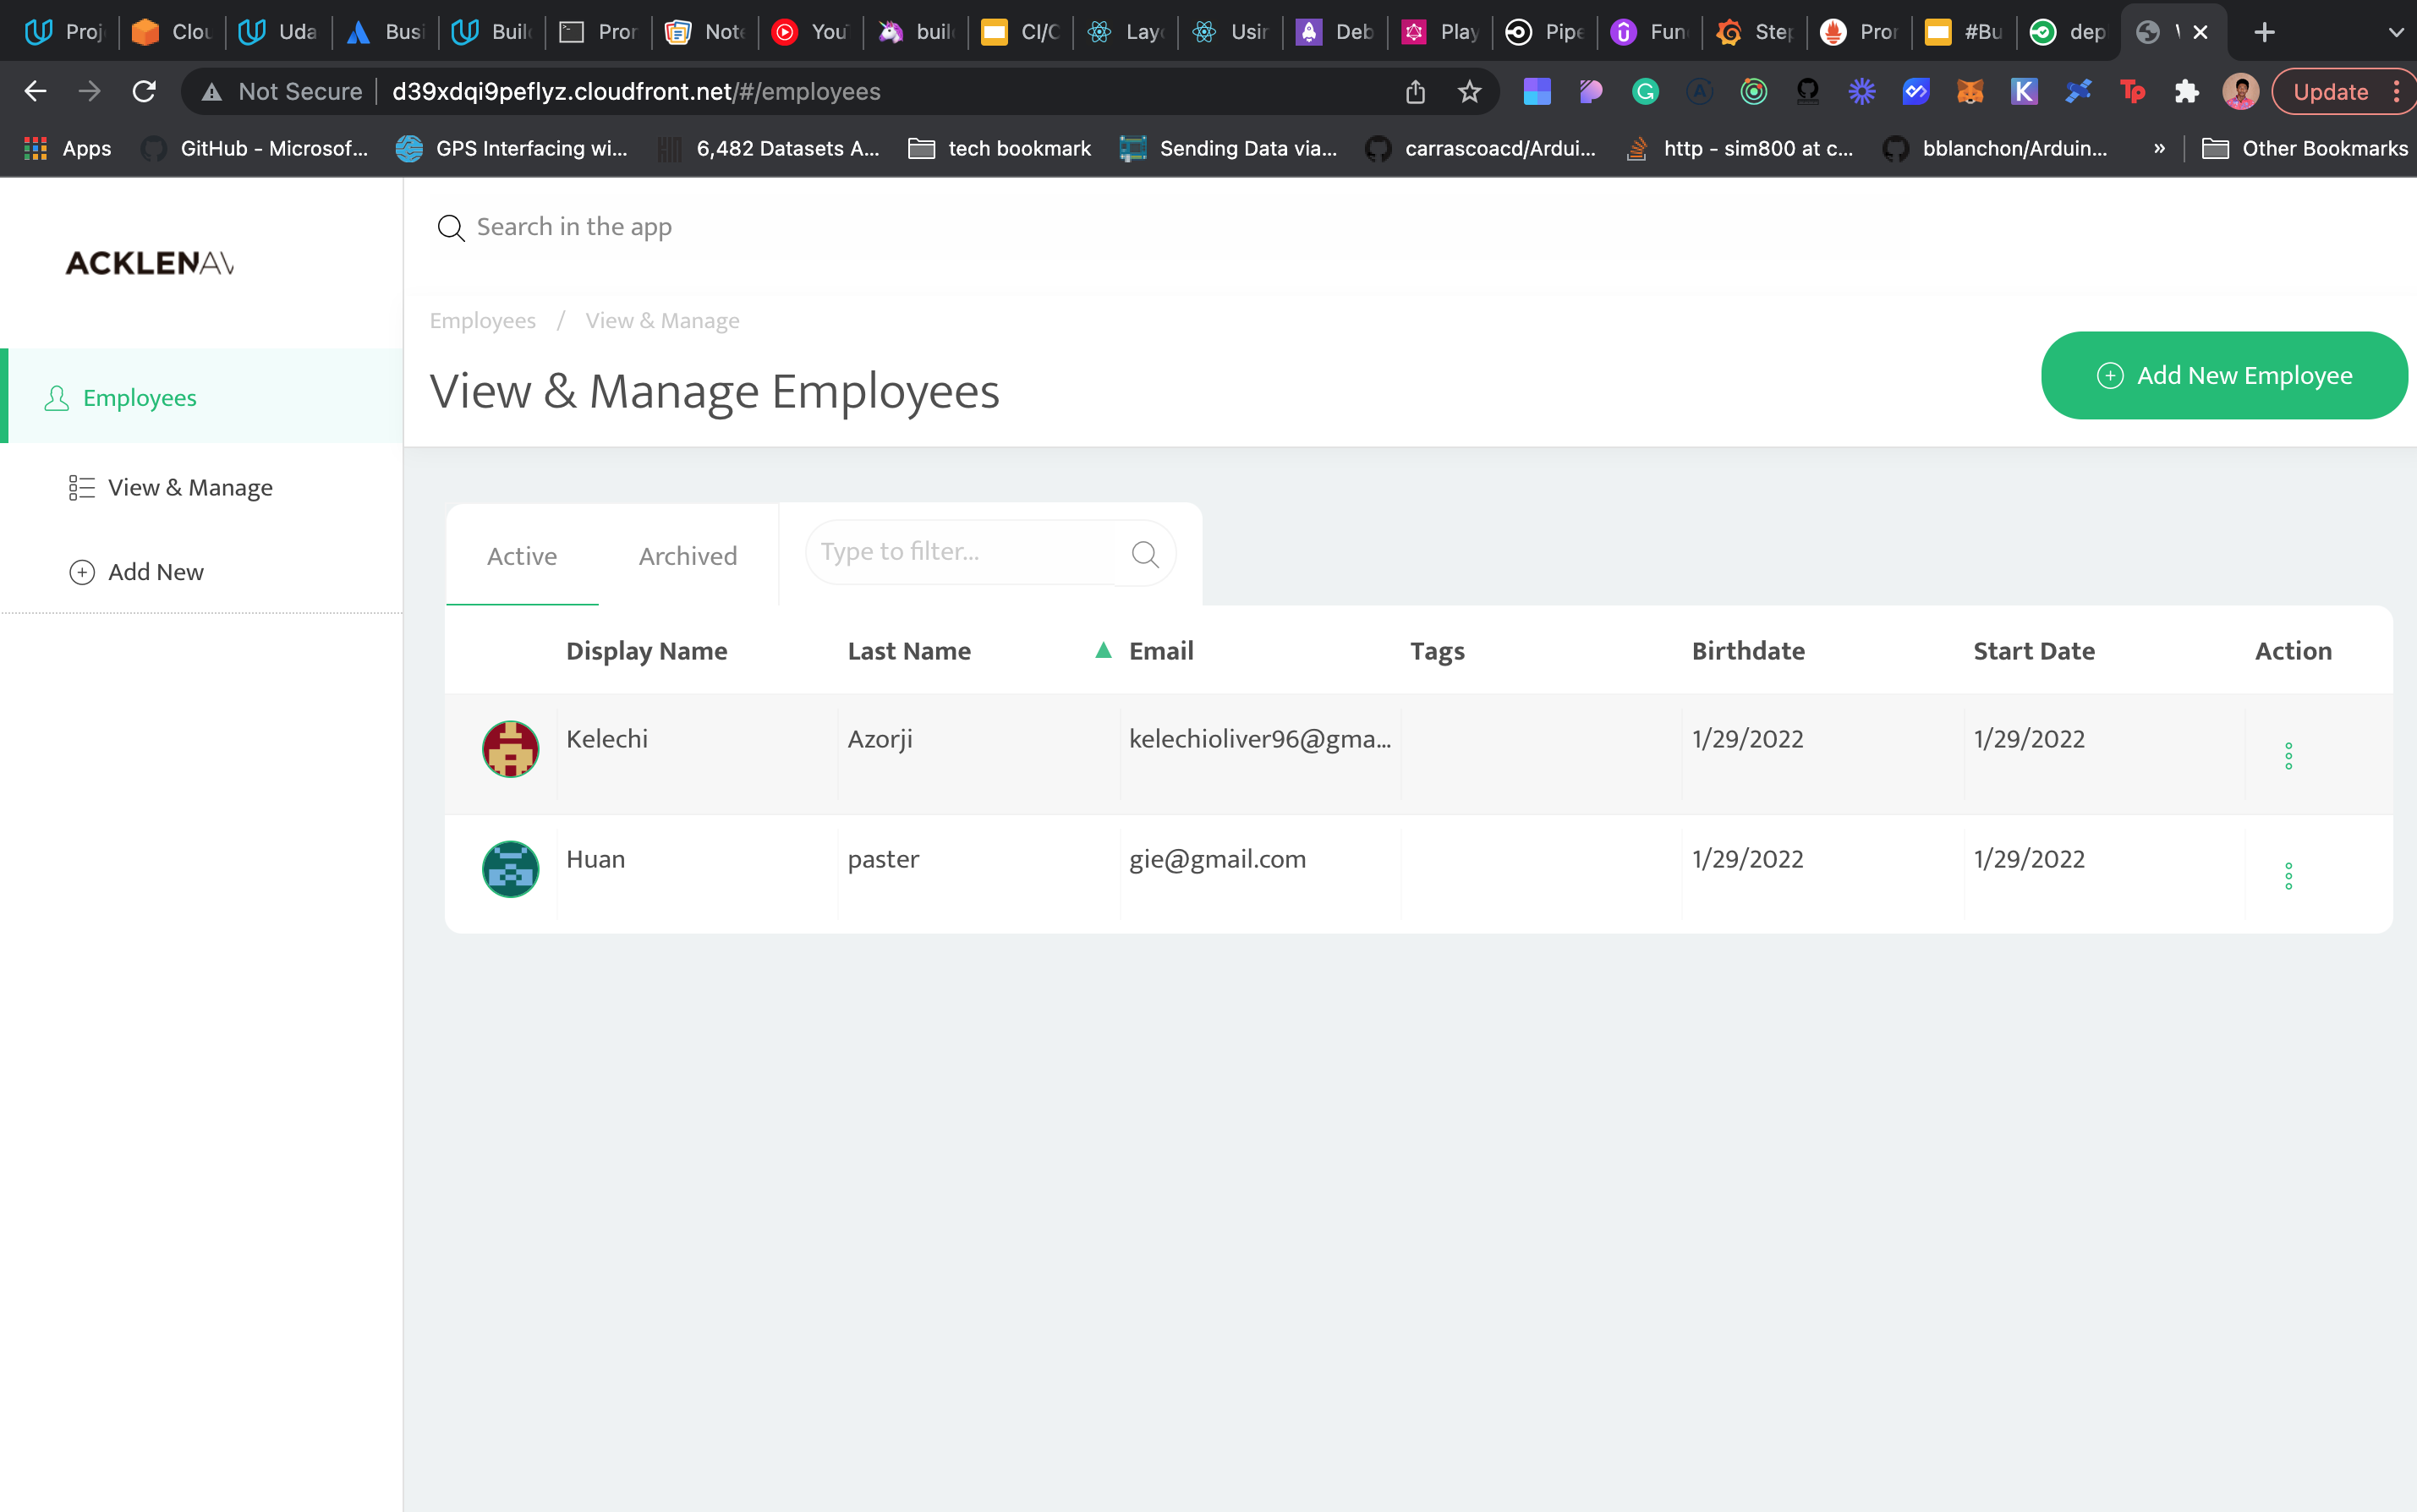 Proj Clou Uda Busi Buil Pror Note You buil CI/C Lay Usin Deb Play Pipe Fun Step Pror #Bu dep
Not Secure d39xdqi9peflyz.cloudfront.net/#/employees Update
Apps GitHub - Microsof... GPS Interfacing wi... 6,482 Datasets A... tech bookmark Sending Data via... carrascoacd/Ardui... http - sim800 at c... bblanchon/Arduin... » Other Bookmarks
Search in the app
ACKLENAV
Employees / View & Manage
View & Manage Employees
Add New Employee
Employees
View & Manage
Add New
Active Archived Type to filter...
Display Name Last Name Email Tags Birthdate Start Date Action
Kelechi Azorji kelechioliver96@gma... 1/29/2022 1/29/2022
Huan paster gie@gmail.com 1/29/2022 1/29/2022